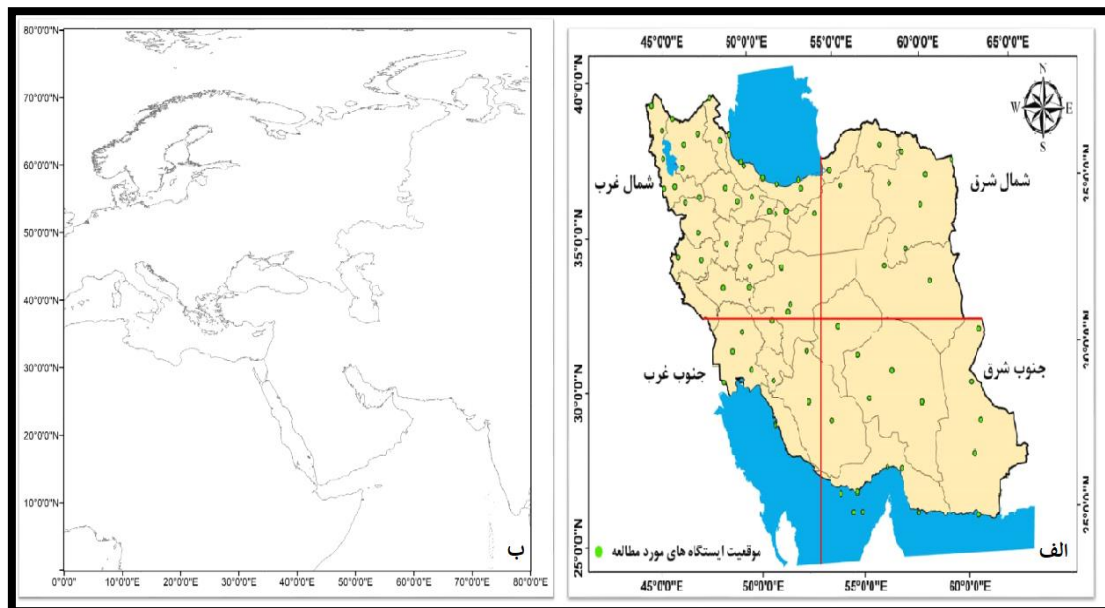 80°0'0"N
70°0'0"N
60°0'0"N
50°0'0"N
40°0'0"N
30°0'0"N
20°0'0"N
10°0'0"N
0°0'0" 10°0'0"E 20°0'0"E 30°0'0"E 40°0'0"E 50°0'0"E 60°0'0"E 70°0'0"E 80°0'0"E
ب
45°0'0"E 50°0'0"E 55°0'0"E 60°0'0"E 65°0'0"E
N
W E
S
40°0'0"N
شمال غرب
شمال شرق
35°0'0"N
جنوب غرب
جنوب شرق
30°0'0"N
موقعیت ایستگاه های مورد مطالعه
الف
25°0'0"N
45°0'0"E 50°0'0"E 55°0'0"E 60°0'0"E